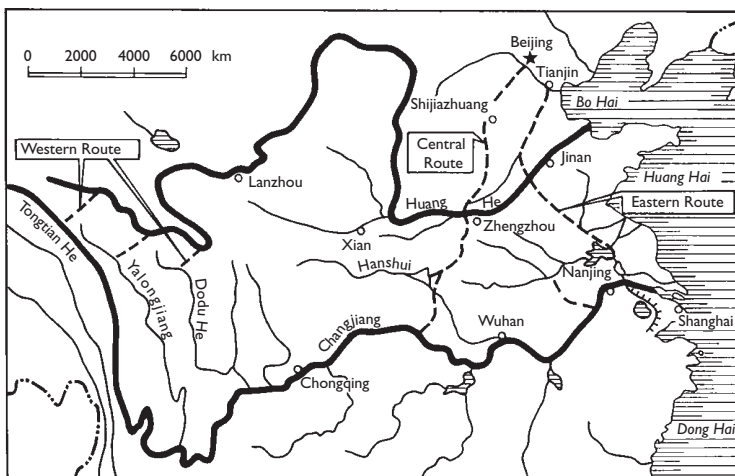 0 2000 4000 6000 km
Beijing
Tianjin
Bo Hai
Shijiazhuang
Central
Route
Western Route
Lanzhou
Jinan
Huang Hai
Huang He
Eastern Route
Zhengzhou
Xian
Tongtian He
Yalongjiang
Dodu He
Hanshui
Nanjing
Changjiang
Wuhan
Shanghai
Chongqing
Dong Hai